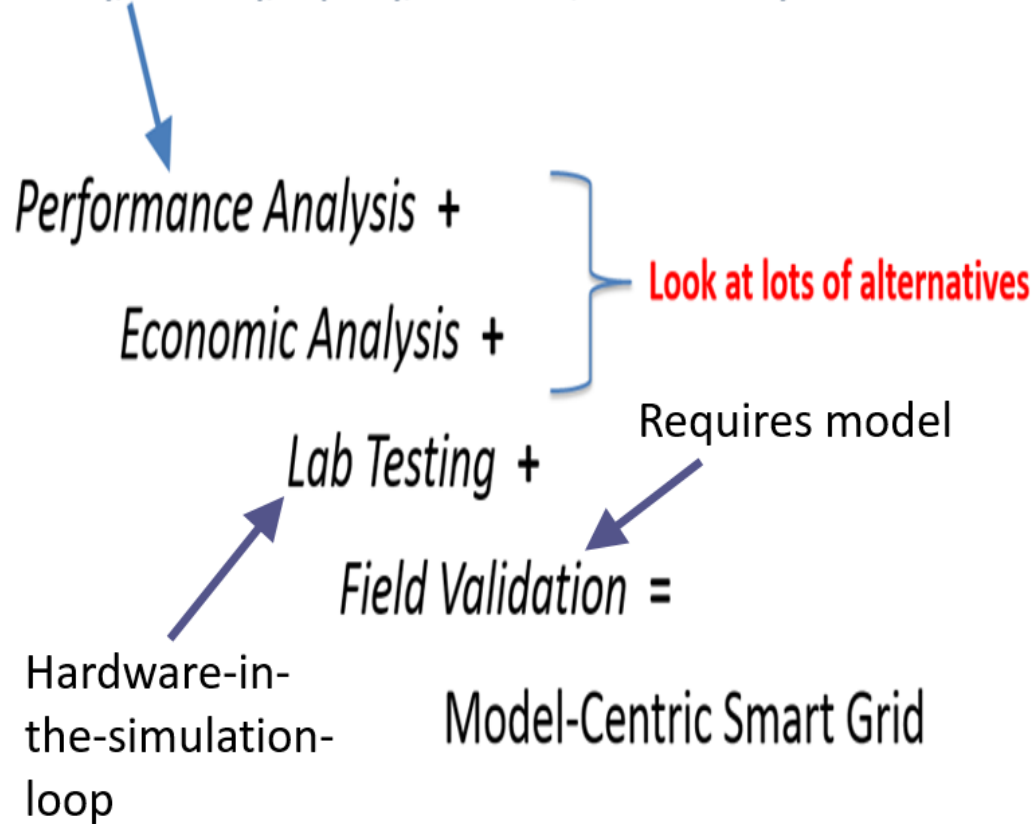 Performance Analysis +
Economic Analysis +
Look at lots of alternatives
Requires model
Lab Testing +
Field Validation =
Hardware-in-
the-simulation-
loop
Model-Centric Smart Grid